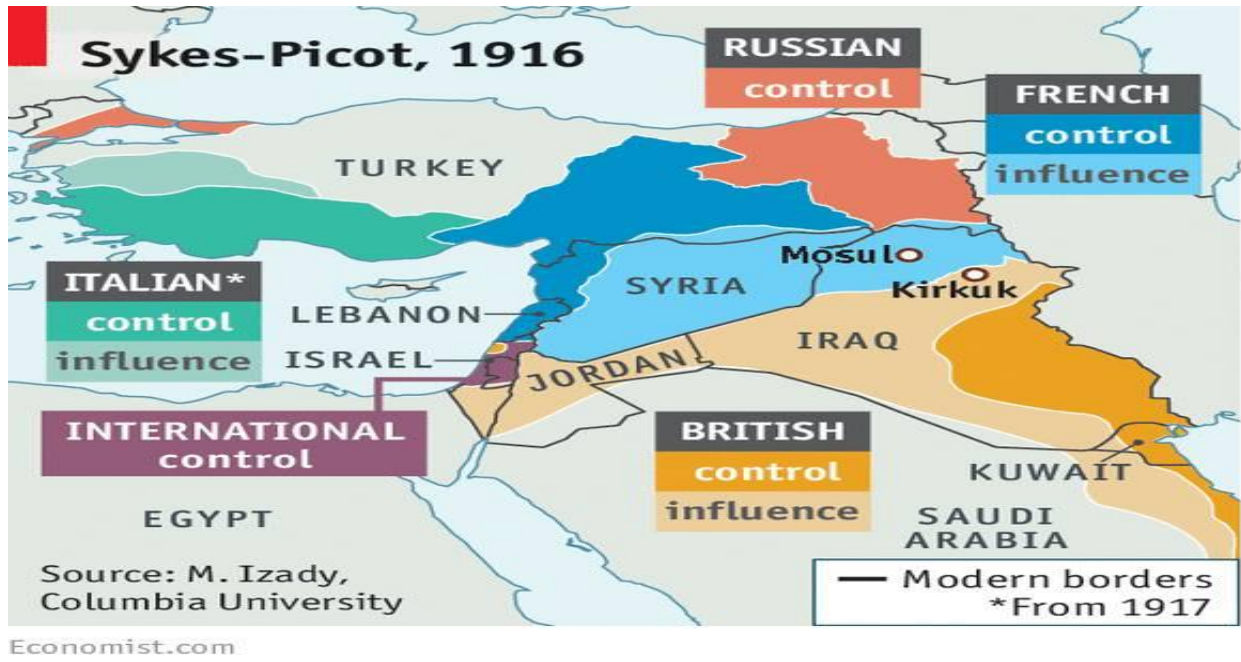 Sykes-Picot, 1916
RUSSIAN
control
FRENCH
control
influence
TURKEY
Mosul
Kirkuk
SYRIA
ITALIAN*
control
influence
LEBANON
ISRAEL
JORDAN
IRAQ
INTERNATIONAL
control
BRITISH
control
influence
KUWAIT
EGYPT
SAUDI
ARABIA
Source: M. Izady,
Columbia University
Modern borders
*From 1917
Economist.com